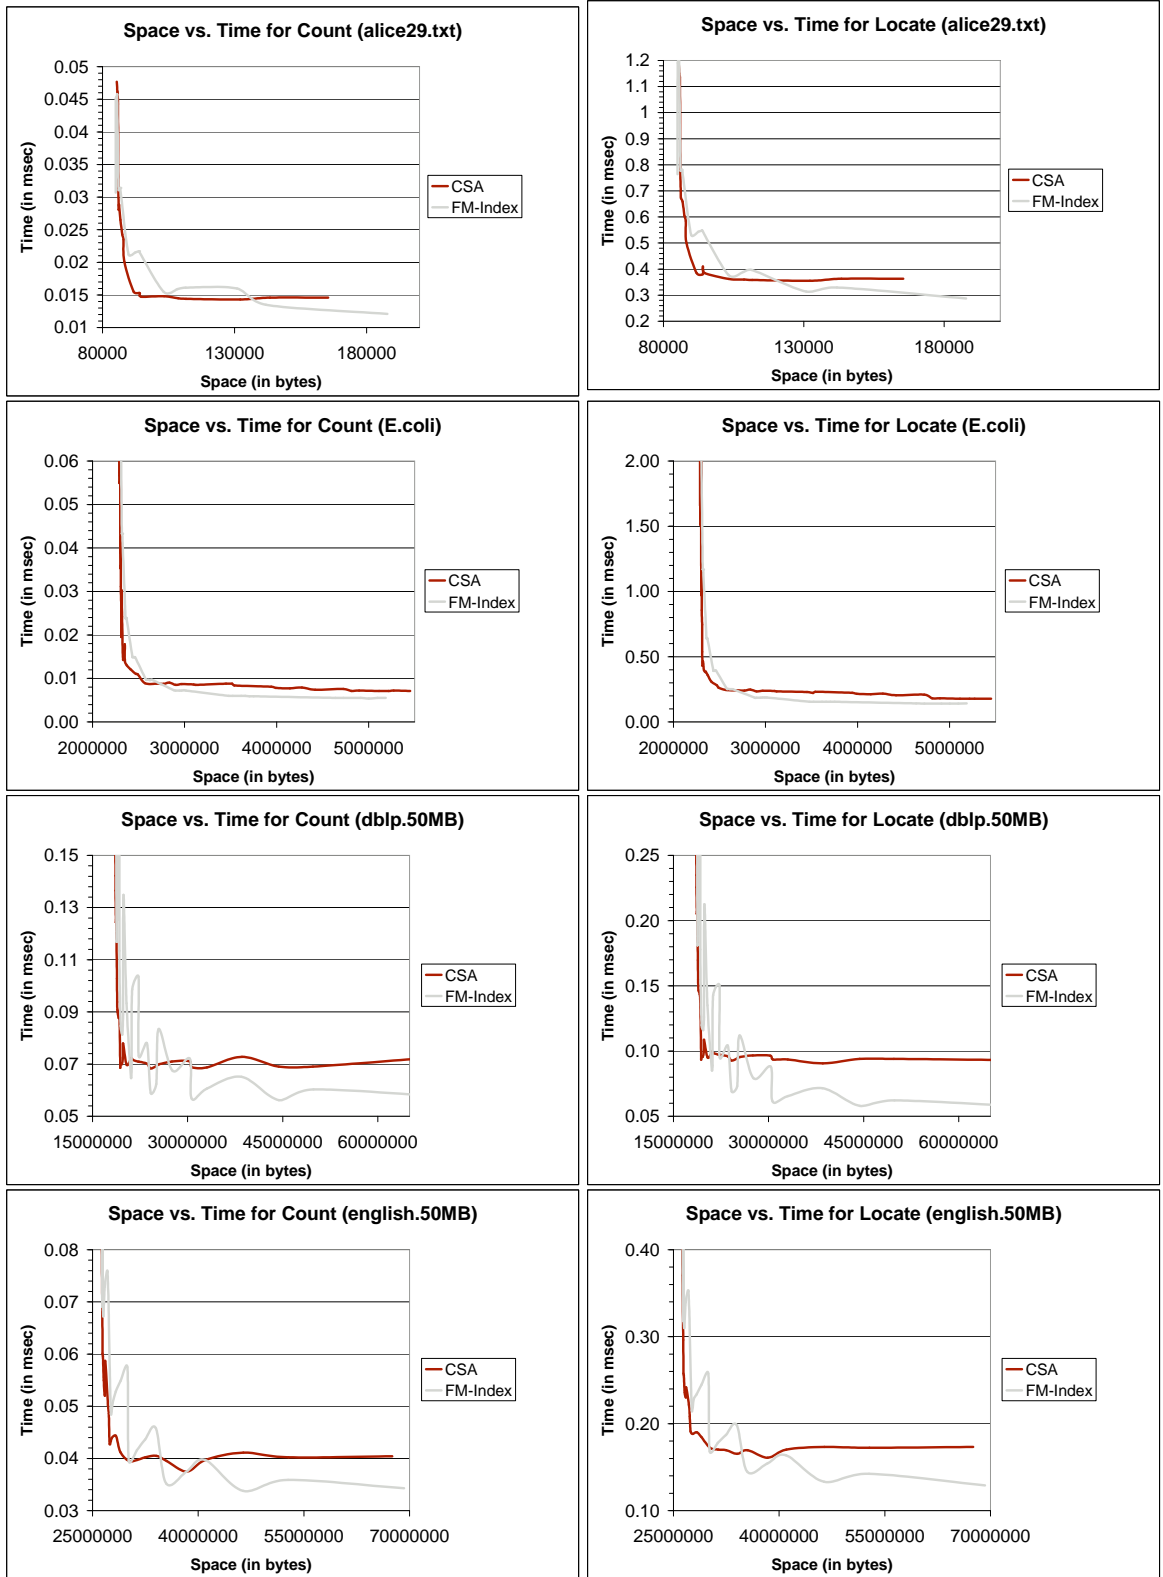 Space vs. Time for Count (alice29.txt)
0.05
0.045
0.04
0.035
0.03
0.025
0.02
0.015
0.01
Time (in msec)
80000 130000 180000
Space (in bytes)
CSA
FM-Index
Space vs. Time for Locate (alice29.txt)
1.2
1.1
1
0.9
0.8
0.7
0.6
0.5
0.4
0.3
0.2
Time (in msec)
80000 130000 180000
Space (in bytes)
CSA
FM-Index
Space vs. Time for Count (E.coli)
0.06
0.05
0.04
0.03
0.02
0.01
0.00
Time (in msec)
2000000 3000000 4000000 5000000
Space (in bytes)
CSA
FM-Index
Space vs. Time for Locate (E.coli)
2.00
1.50
1.00
0.50
0.00
Time (in msec)
2000000 3000000 4000000 5000000
Space (in bytes)
CSA
FM-Index
Space vs. Time for Count (dblp.50MB)
0.15
0.13
0.11
0.09
0.07
0.05
Time (in msec)
15000000 30000000 45000000 60000000
Space (in bytes)
CSA
FM-Index
Space vs. Time for Locate (dblp.50MB)
0.25
0.20
0.15
0.10
0.05
Time (in msec)
15000000 30000000 45000000 60000000
Space (in bytes)
CSA
FM-Index
Space vs. Time for Count (english.50MB)
0.08
0.07
0.06
0.05
0.04
0.03
Time (in msec)
25000000 40000000 55000000 70000000
Space (in bytes)
CSA
FM-Index
Space vs. Time for Locate (english.50MB)
0.40
0.30
0.20
0.10
Time (in msec)
25000000 40000000 55000000 70000000
Space (in bytes)
CSA
FM-Index